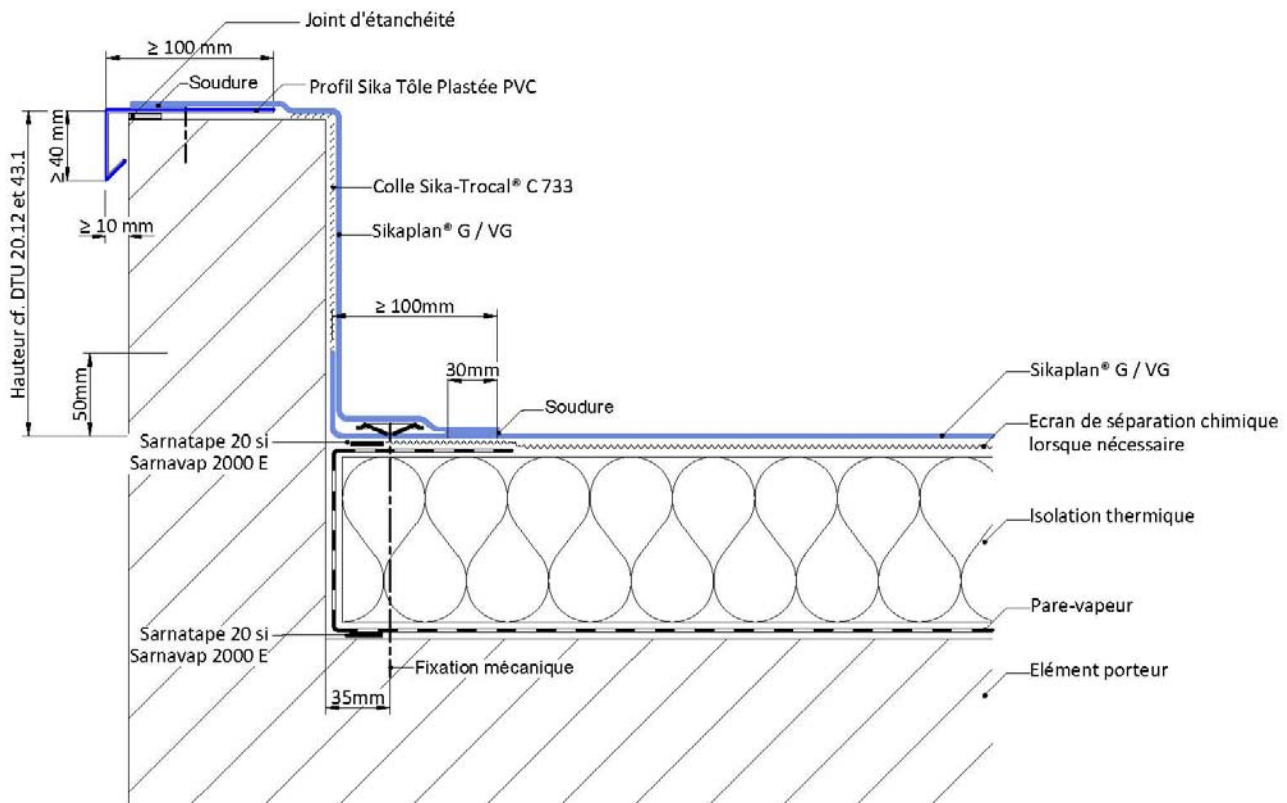 Joint d'étanchéité
≥ 100 mm
Soudure
Profil Sika Tôle Plastée PVC
≥ 40 mm
Hauteur cf. DTU 20.12 et 43.1
Colle Sika-Trocal® C 733
≥ 10 mm
Sikaplan® G / VG
≥ 100mm
50mm
30mm
Sikaplan® G / VG
Soudure
Ecran de séparation chimique
lorsque nécessaire
Sarnatape 20 si
Sarnavap 2000 E
Isolation thermique
Pare-vapeur
Sarnatape 20 si
Sarnavap 2000 E
Fixation mécanique
Elément porteur
35mm